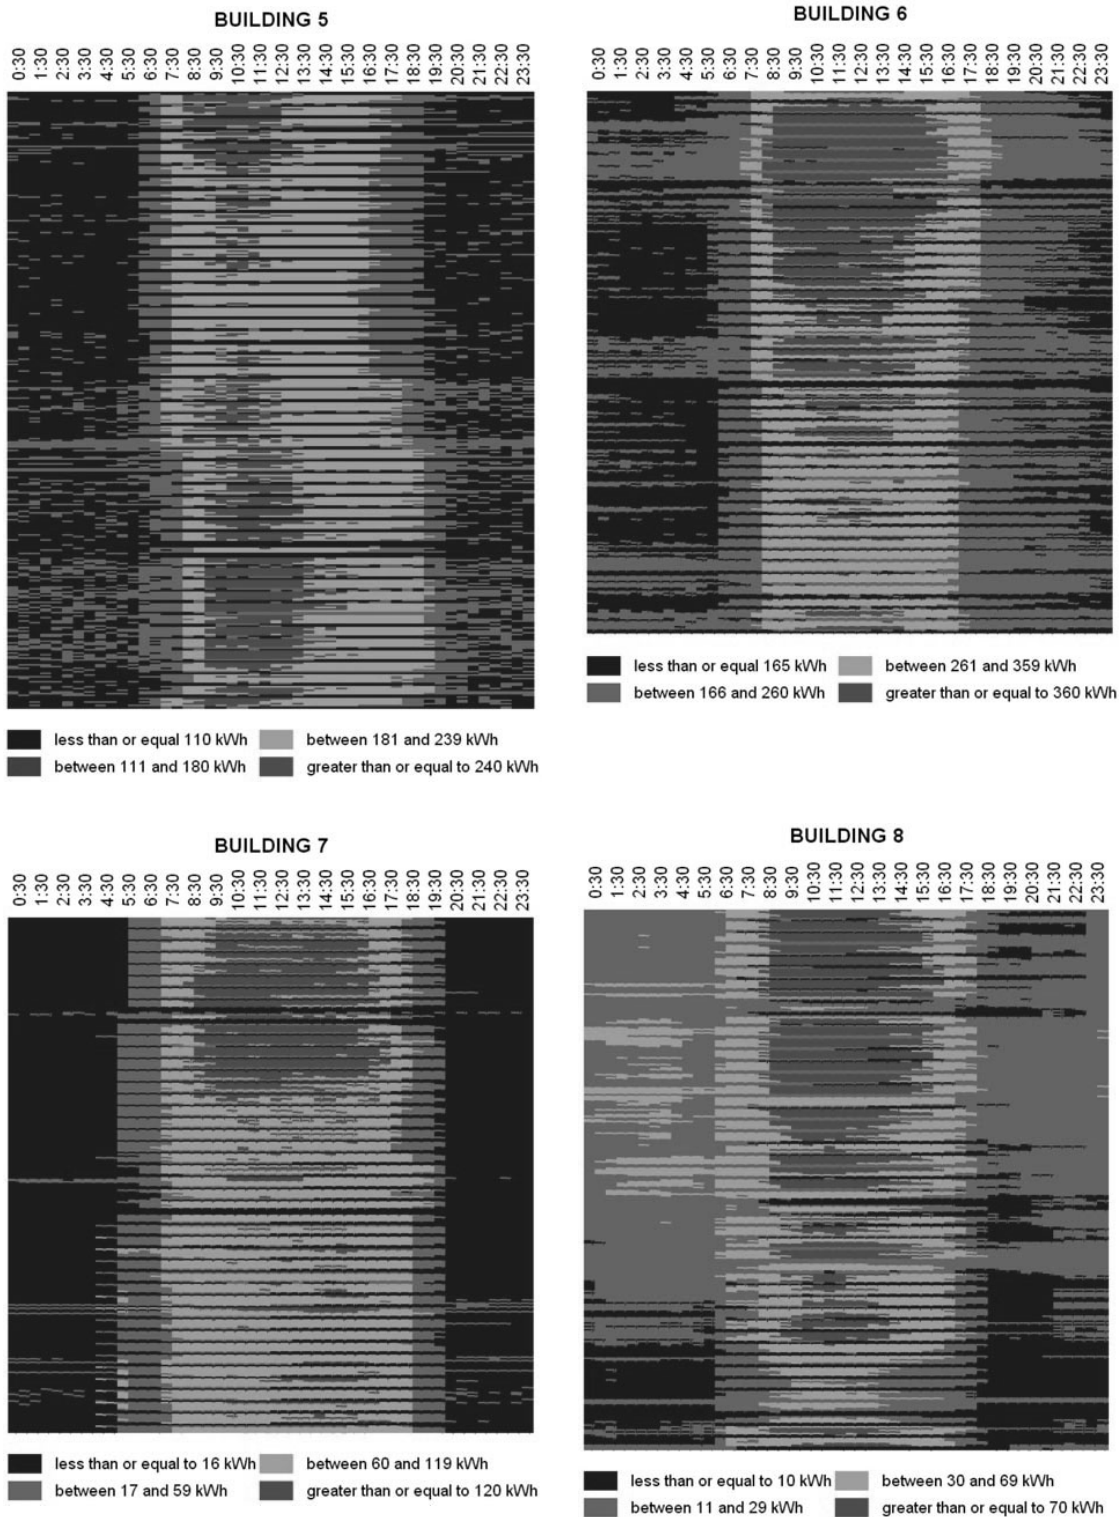 BUILDING 5
0:30 1:30 2:30 3:30 4:30 5:30 6:30 7:30 8:30 9:30 10:30 11:30 12:30 13:30 14:30 15:30 16:30 17:30 18:30 19:30 20:30 21:30 22:30 23:30
less than or equal 110 kWh between 181 and 239 kWh
between 111 and 180 kWh greater than or equal to 240 kWh
BUILDING 6
0:30 1:30 2:30 3:30 4:30 5:30 6:30 7:30 8:30 9:30 10:30 11:30 12:30 13:30 14:30 15:30 16:30 17:30 18:30 19:30 20:30 21:30 22:30 23:30
less than or equal 165 kWh between 261 and 359 kWh
between 166 and 260 kWh greater than or equal to 360 kWh
BUILDING 7
0:30 1:30 2:30 3:30 4:30 5:30 6:30 7:30 8:30 9:30 10:30 11:30 12:30 13:30 14:30 15:30 16:30 17:30 18:30 19:30 20:30 21:30 22:30 23:30
less than or equal to 16 kWh between 60 and 119 kWh
between 17 and 59 kWh greater than or equal to 120 kWh
BUILDING 8
0:30 1:30 2:30 3:30 4:30 5:30 6:30 7:30 8:30 9:30 10:30 11:30 12:30 13:30 14:30 15:30 16:30 17:30 18:30 19:30 20:30 21:30 22:30 23:30
less than or equal to 10 kWh between 30 and 69 kWh
between 11 and 29 kWh greater than or equal to 70 kWh